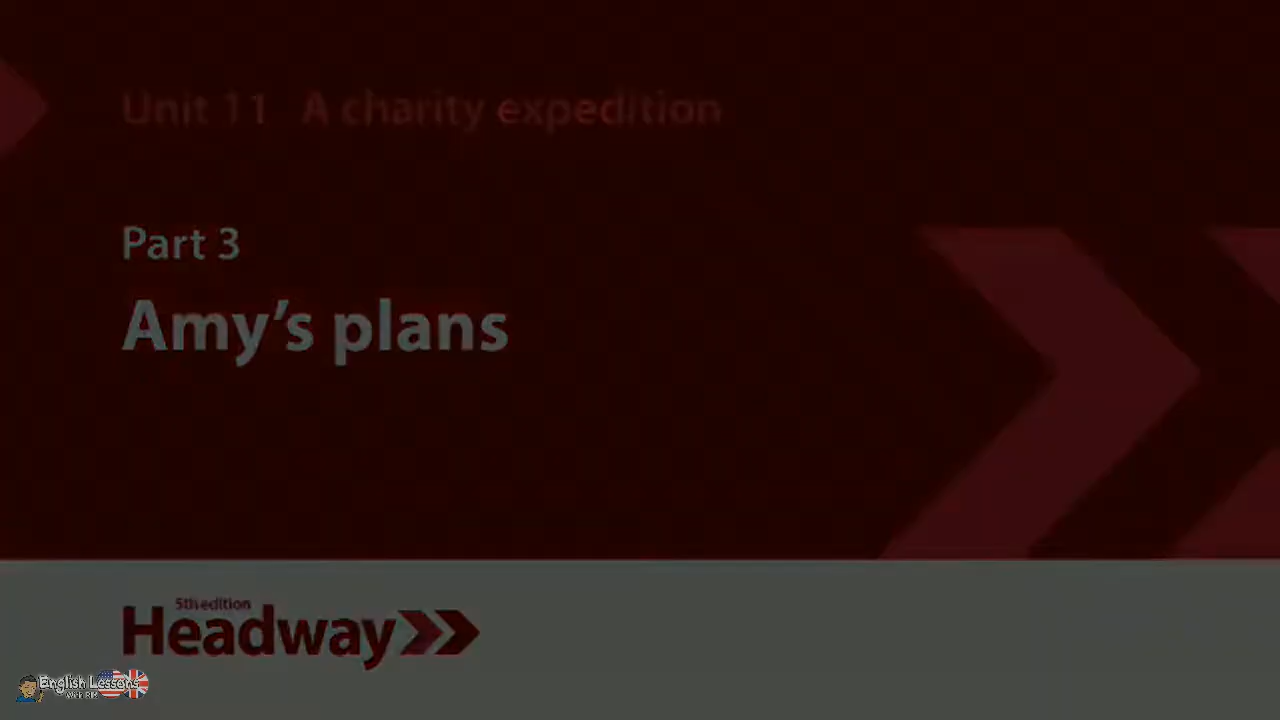 Unit 11 A charity expedition
Part 3
Amy's plans
5th edition
Headway
English Lessons